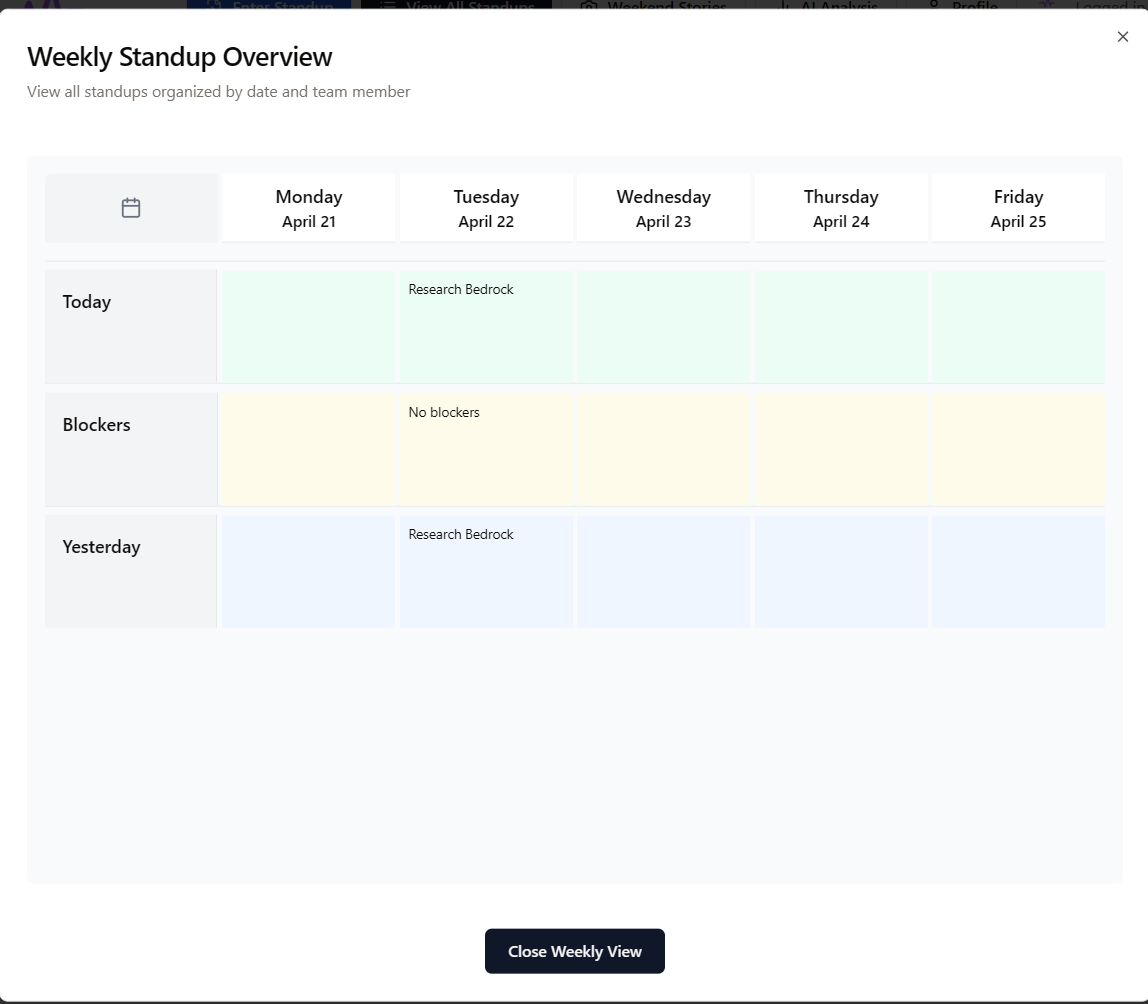 Enter Standup View All Standups Weekend Stories AI Analysis Profile Logged in
Weekly Standup Overview
View all standups organized by date and team member
Monday Tuesday Wednesday Thursday Friday
April 21 April 22 April 23 April 24 April 25
Today
Research Bedrock
Blockers
No blockers
Yesterday
Research Bedrock
Close Weekly View